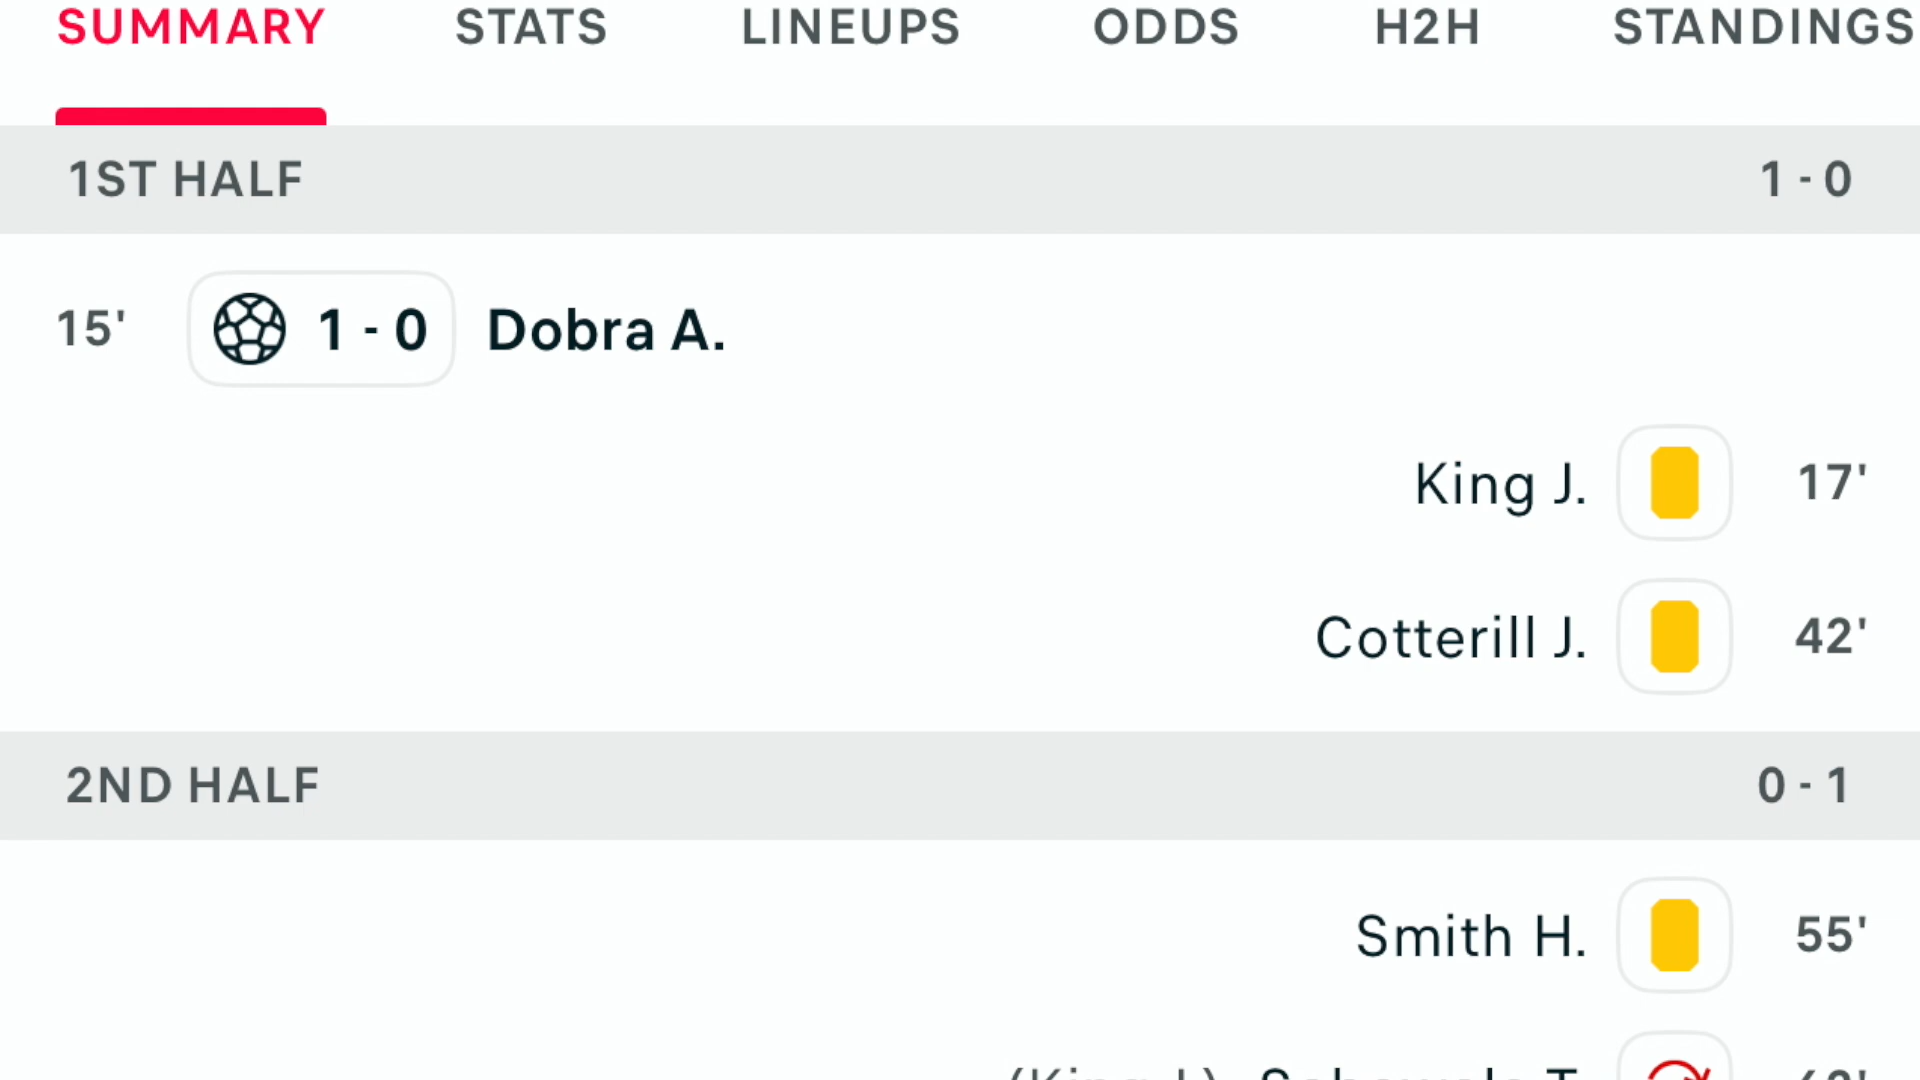 SUMMARY STATS LINEUPS ODDS H2H STANDINGS
1ST HALF 1 - 0
15' 1 - 0 Dobra A.
King J. 17'
Cotterill J. 42'
2ND HALF 0 - 1
Smith H. 55'